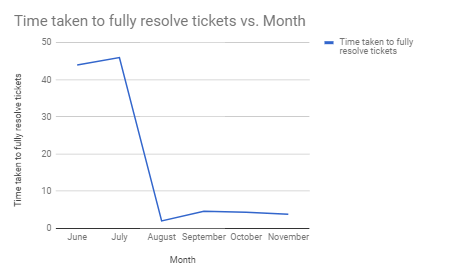 Time taken to fully resolve tickets vs. Month
Time taken to fully
resolve tickets
Time taken to fully resolve tickets
50
40
30
20
10
0
June July August September October November
Month